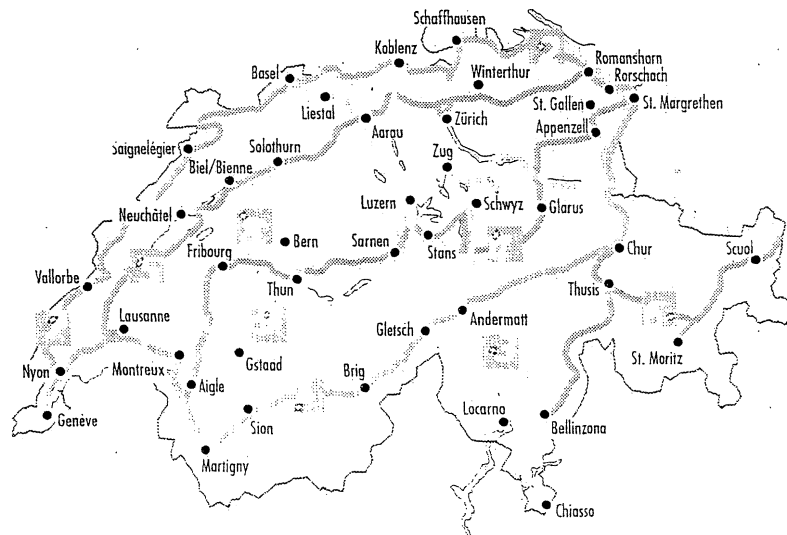 Schaffhausen
Koblenz
Romansharn
Basel
Winterthur
Rorschach
Liestal
St. Gallen
St. Margrethen
Aarau
Zürich
Appenzell
Saignelégier
Solothurn
Biel/Bienne
Zug
Luzern
Schwyz
Glarus
Neuchâtel
Bern
Sarnen
Stans
Fribourg
Chur
Scuol
Vallorbe
Thun
Thusis
Lausanne
Gletsch
Andermatt
St. Moritz
Nyon
Montreux
Gstaad
Brig
Aigle
Genève
Sion
Locarno
Bellinzona
Martigny
Chiasso